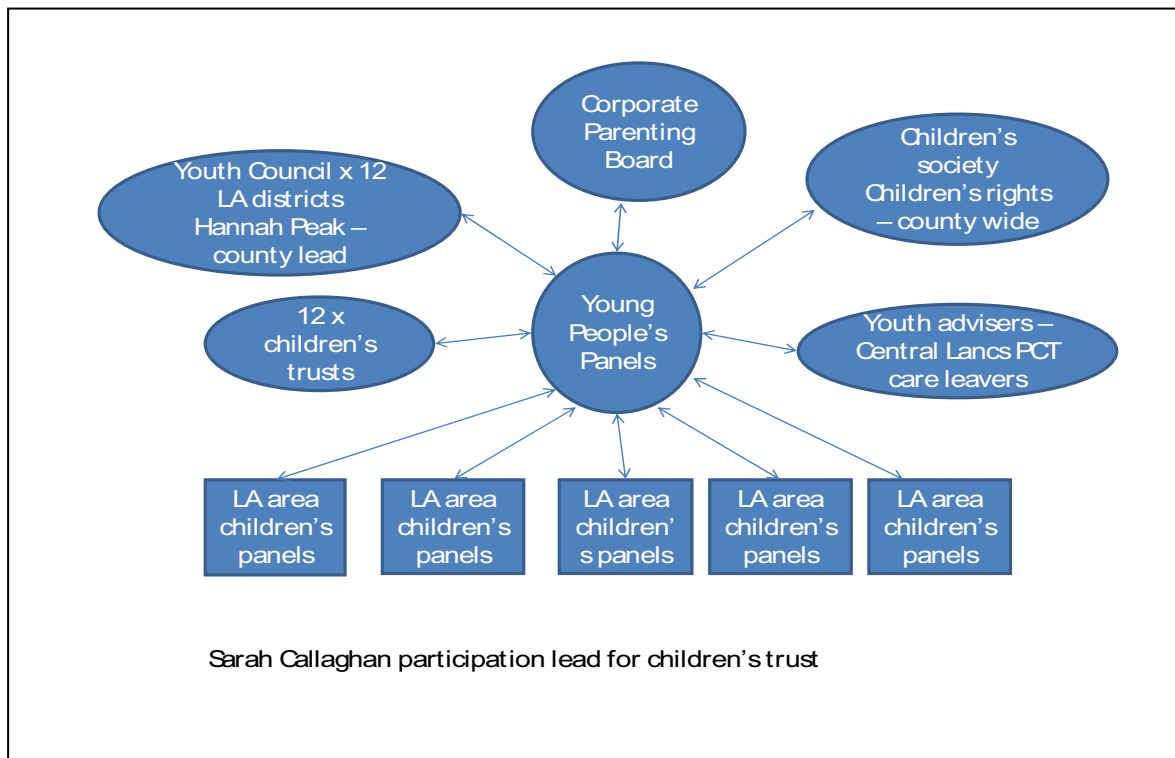 Corporate
Parenting
Board
Youth Council x 12
LA districts
Hannah Peak –
county lead
Children’s
society
Children’s rights
– county wide
12 x
children’s
trusts
Young
People’s
Panels
Youth advisers –
Central Lancs PCT
care leavers
LA area
children’s
panels
LA area
children’s
panels
LA area
children’
s panels
LA area
children’s
panels
LA area
children’s
panels
Sarah Callaghan participation lead for children’s trust